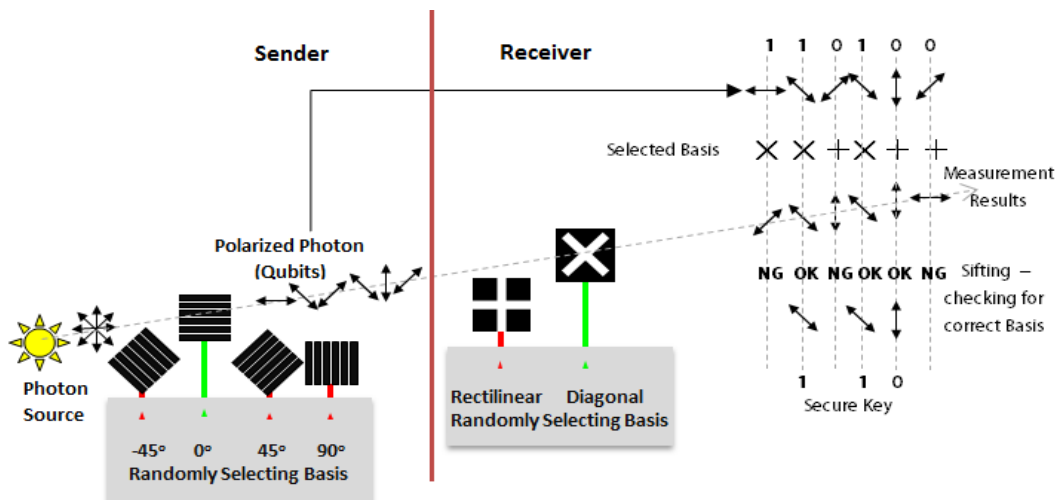 Sender
Receiver
1 1 0 1 0 0
Selected Basis
Measurement
Results
Polarized Photon
(Qubits)
NG OK NG OK OK NG
Sifting –
checking for
correct Basis
Photon
Source
Rectilinear Diagonal
Randomly Selecting Basis
1 1 0
Secure Key
-45° 0° 45° 90°
Randomly Selecting Basis